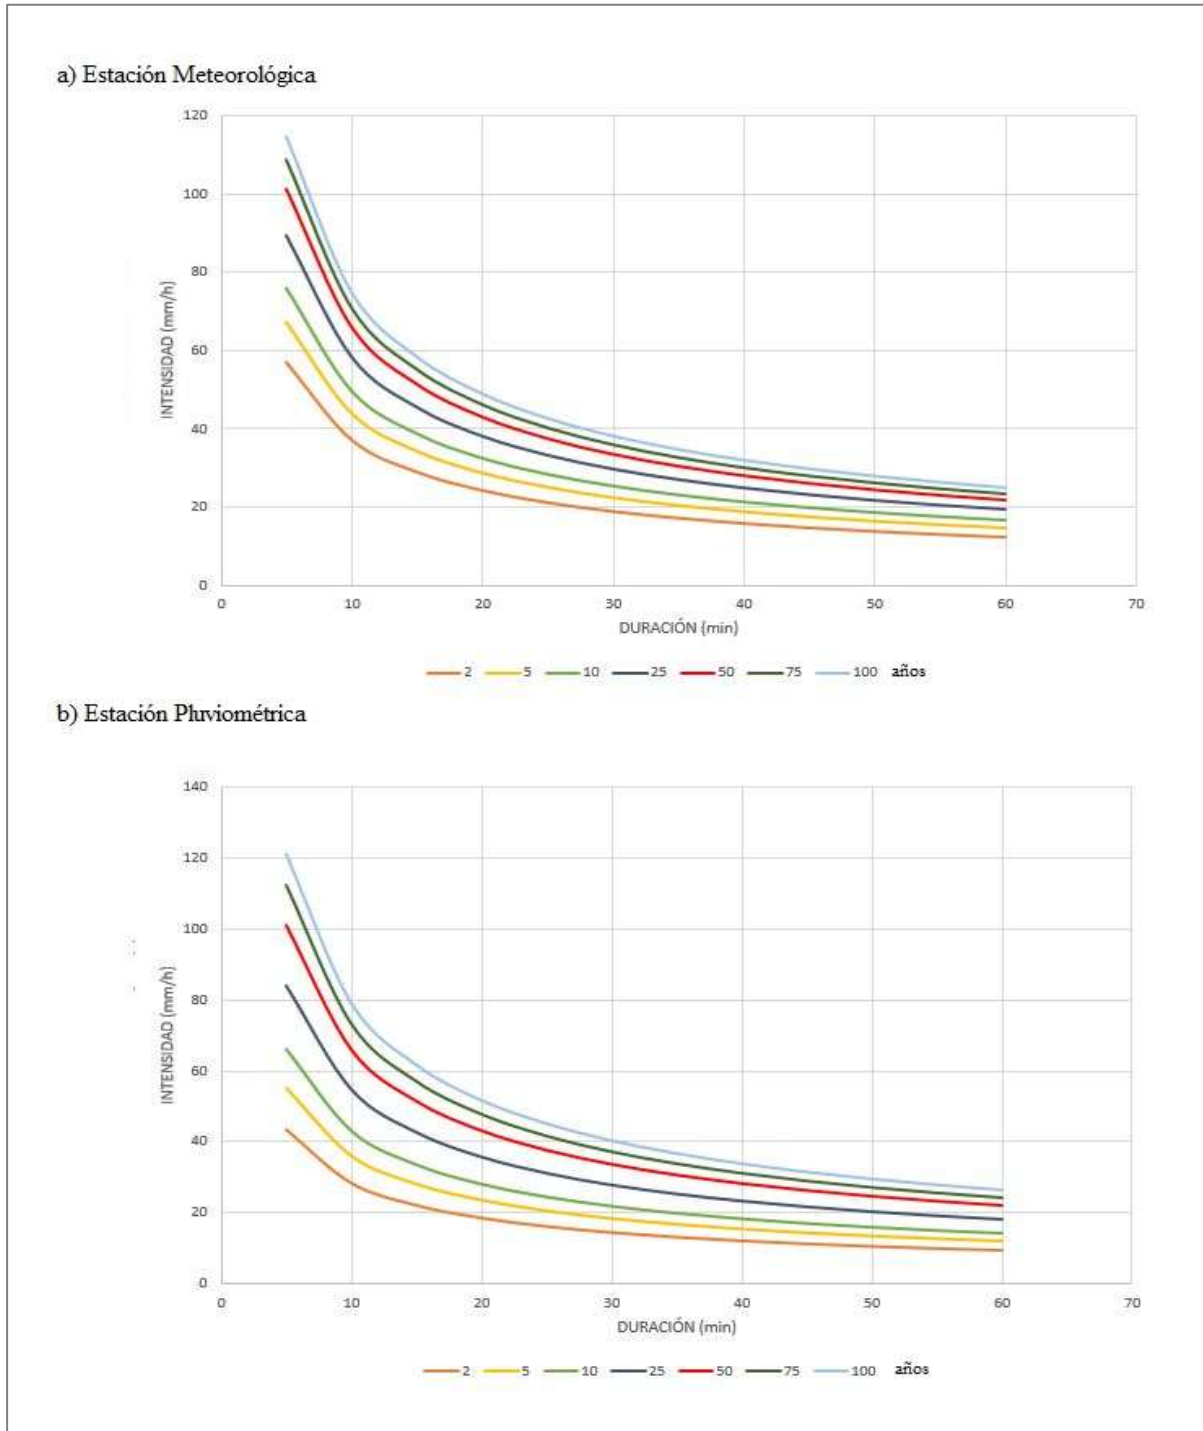 a) Estación Meteorológica
120
100
80
60
40
20
0
INTENSIDAD (mm/h)
0 10 20 30 40 50 60 70
DURACIÓN (min)
2 5 10 25 50 75 100 años
b) Estación Pluviométrica
140
120
100
80
60
40
20
0
INTENSIDAD (mm/h)
0 10 20 30 40 50 60 70
DURACIÓN (min)
2 5 10 25 50 75 100 años